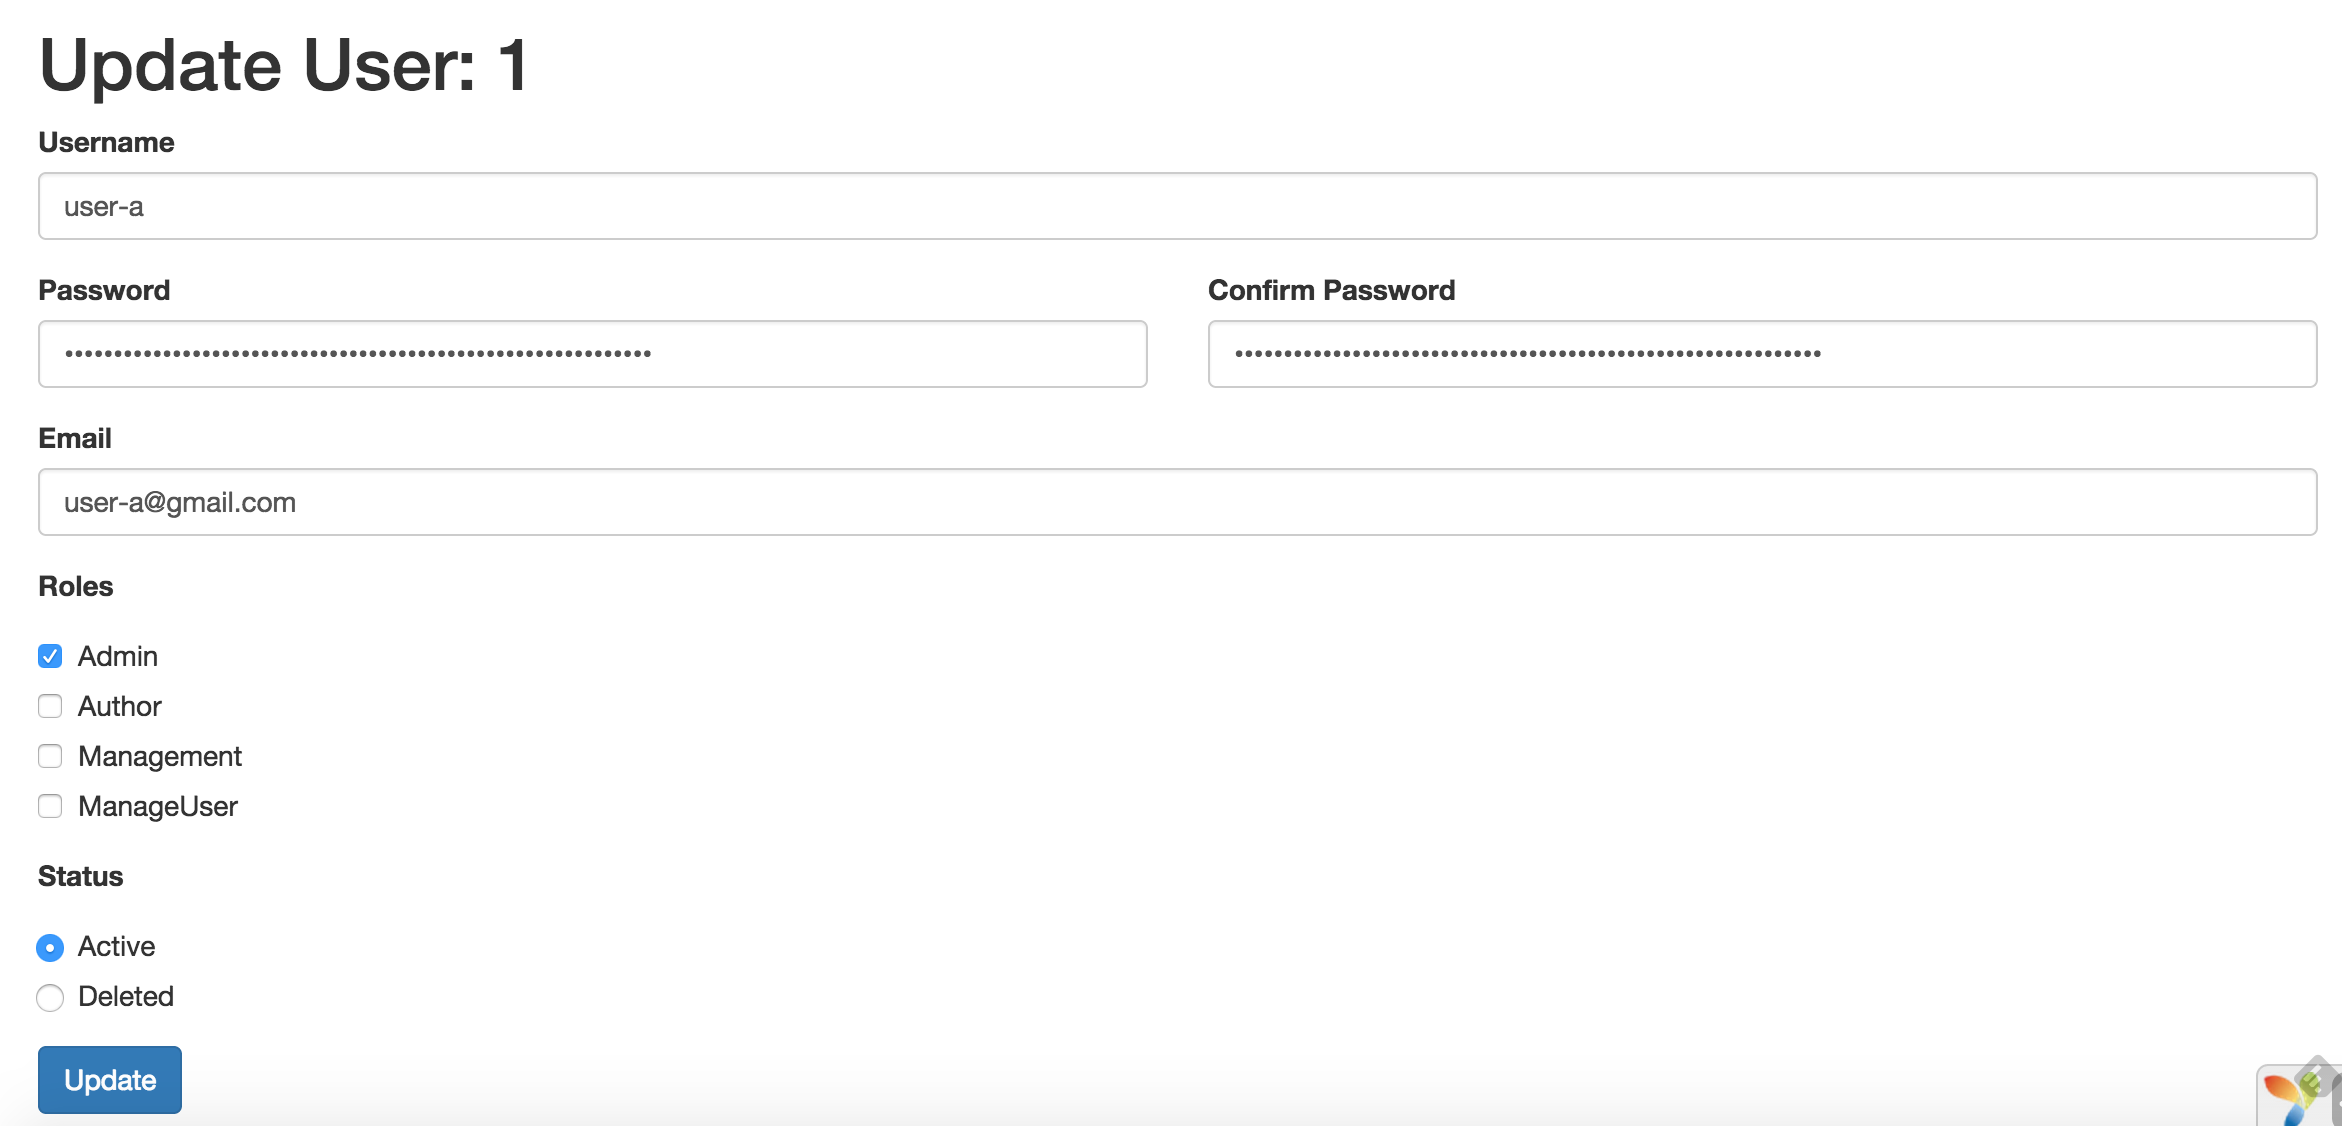 Update User: 1
Username
user-a
Password Confirm Password
•••••••••••••••••••••••••••••••••••••••••••••••••••••••••••• ••••••••••••••••••••••••••••••••••••••••••••••••••••••••••••
Email
user-a@gmail.com
Roles
Admin
Author
Management
ManageUser
Status
Active
Deleted
Update